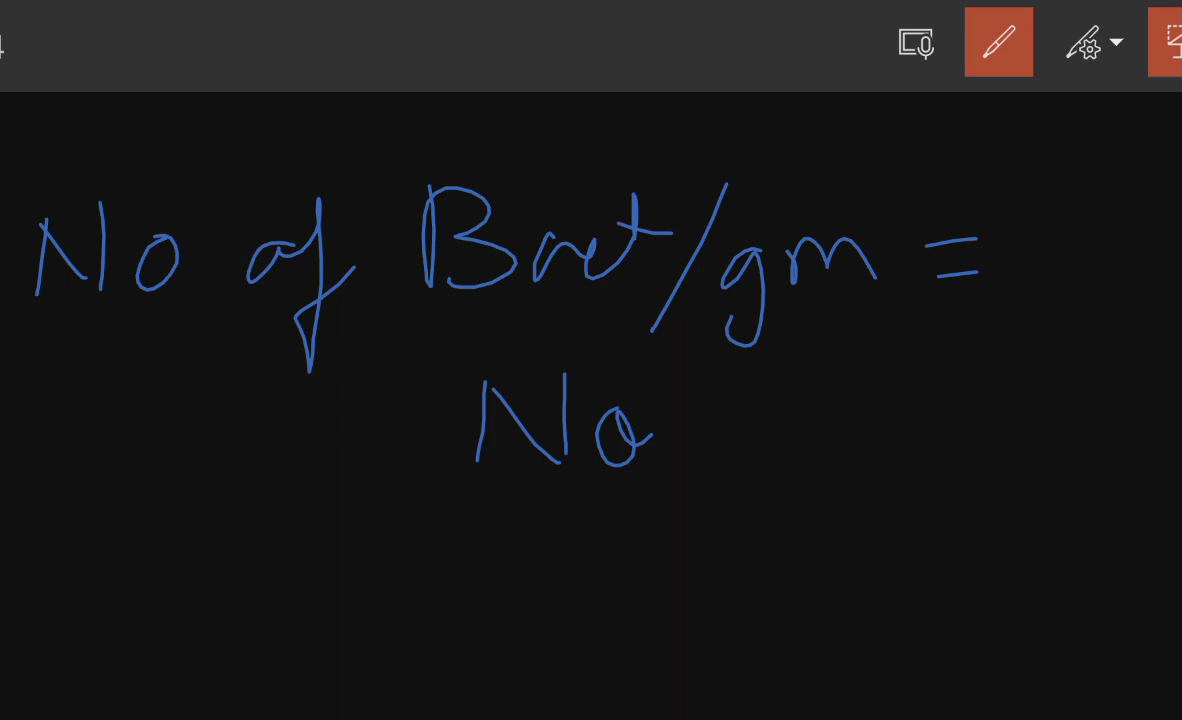 No of Bact/gm =
No